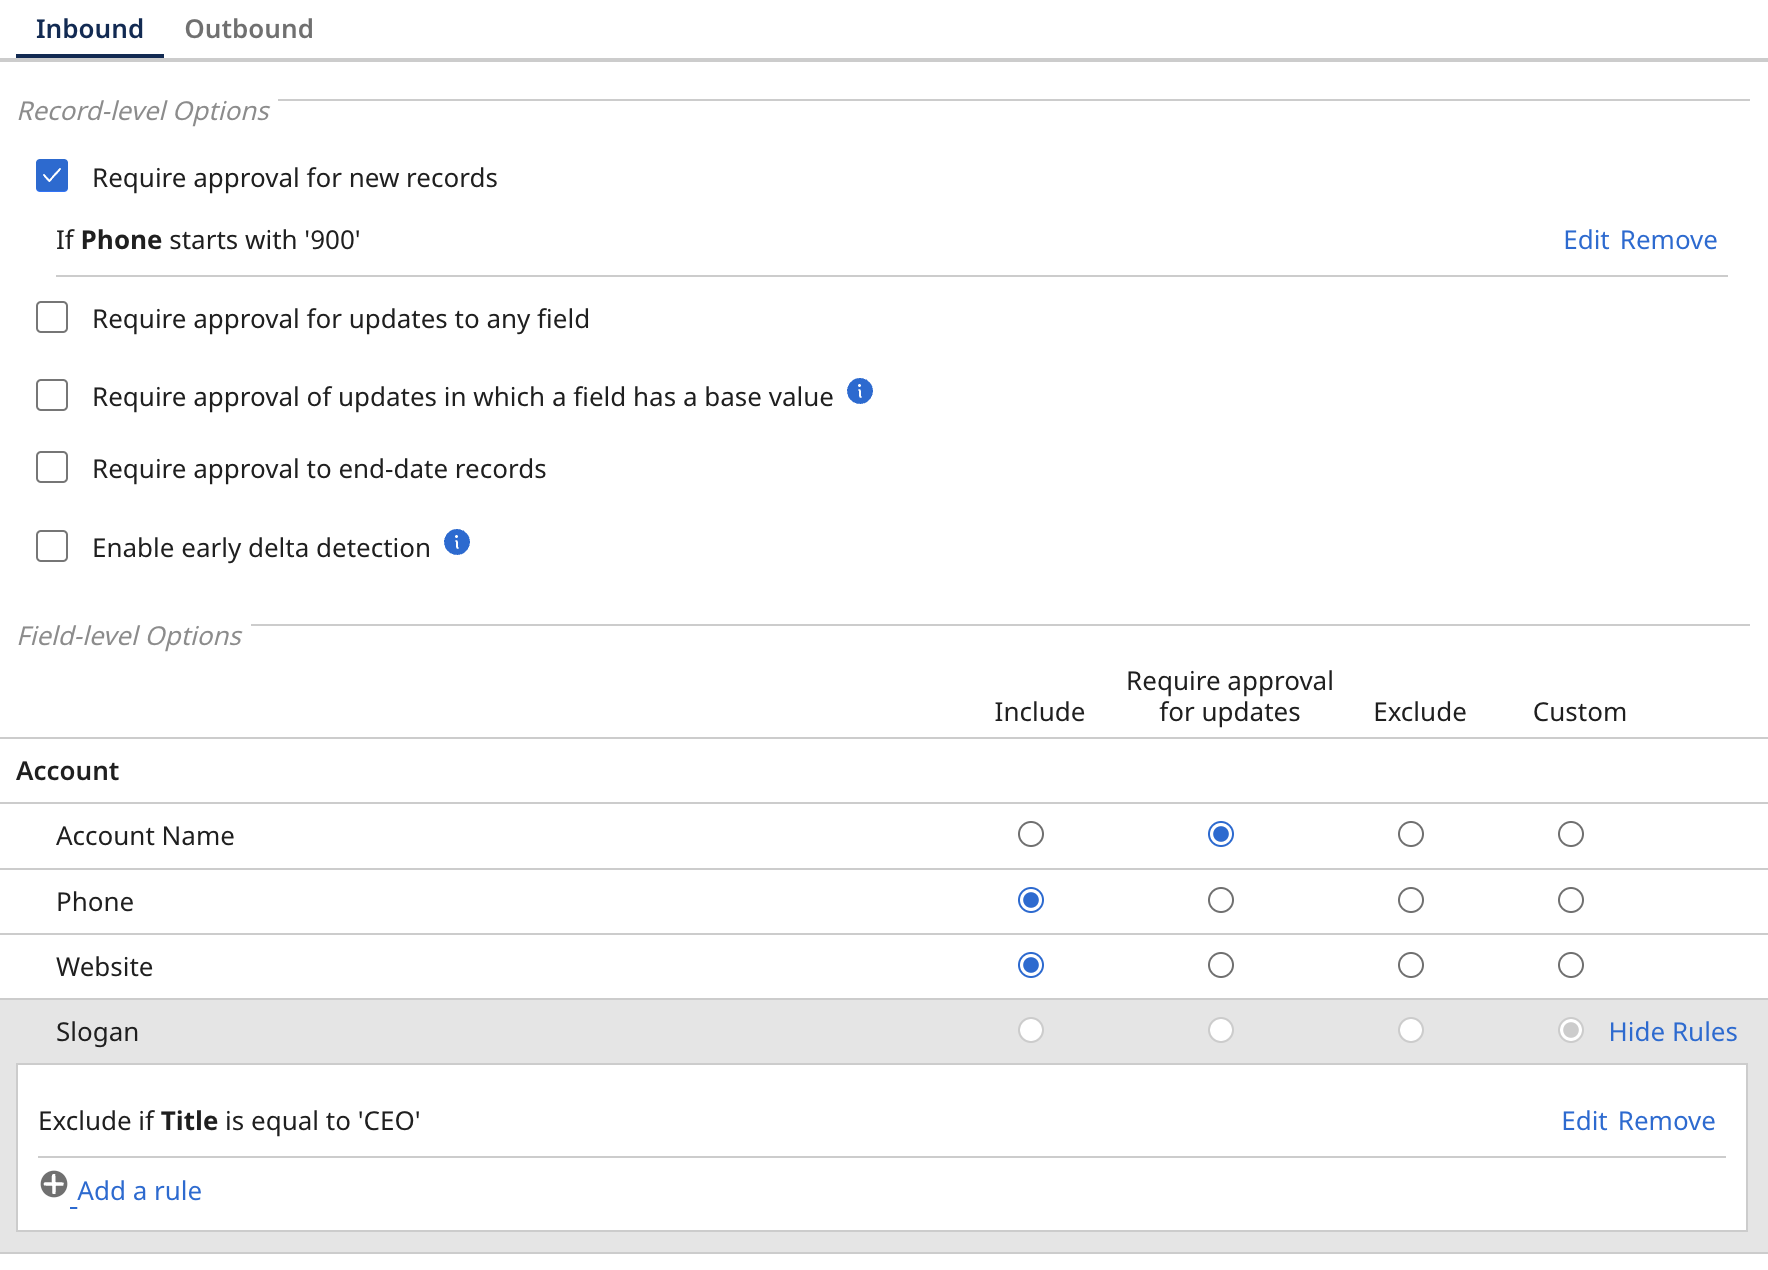 Inbound Outbound
Record-level Options
Require approval for new records
If Phone starts with '900' Edit Remove
Require approval for updates to any field
Require approval of updates in which a field has a base value i
Require approval to end-date records
Enable early delta detection i
Field-level Options
Include Require approval for updates Exclude Custom
Account
Account Name
Phone
Website
Slogan Hide Rules
Exclude if Title is equal to 'CEO' Edit Remove
Add a rule